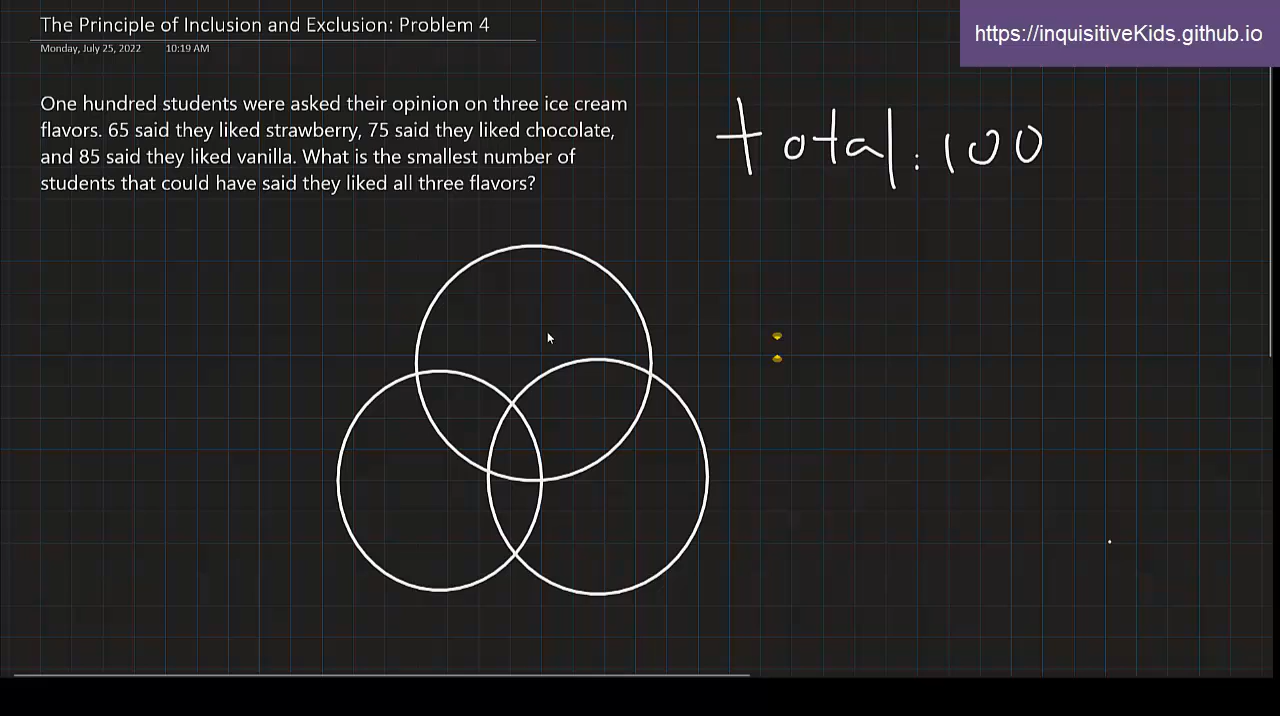 The Principle of Inclusion and Exclusion: Problem 4
https://inquisitiveKids.github.io
Monday, July 25, 2022 10:19 AM
One hundred students were asked their opinion on three ice cream
flavors. 65 said they liked strawberry, 75 said they liked chocolate,
and 85 said they liked vanilla. What is the smallest number of
students that could have said they liked all three flavors?
total: 100